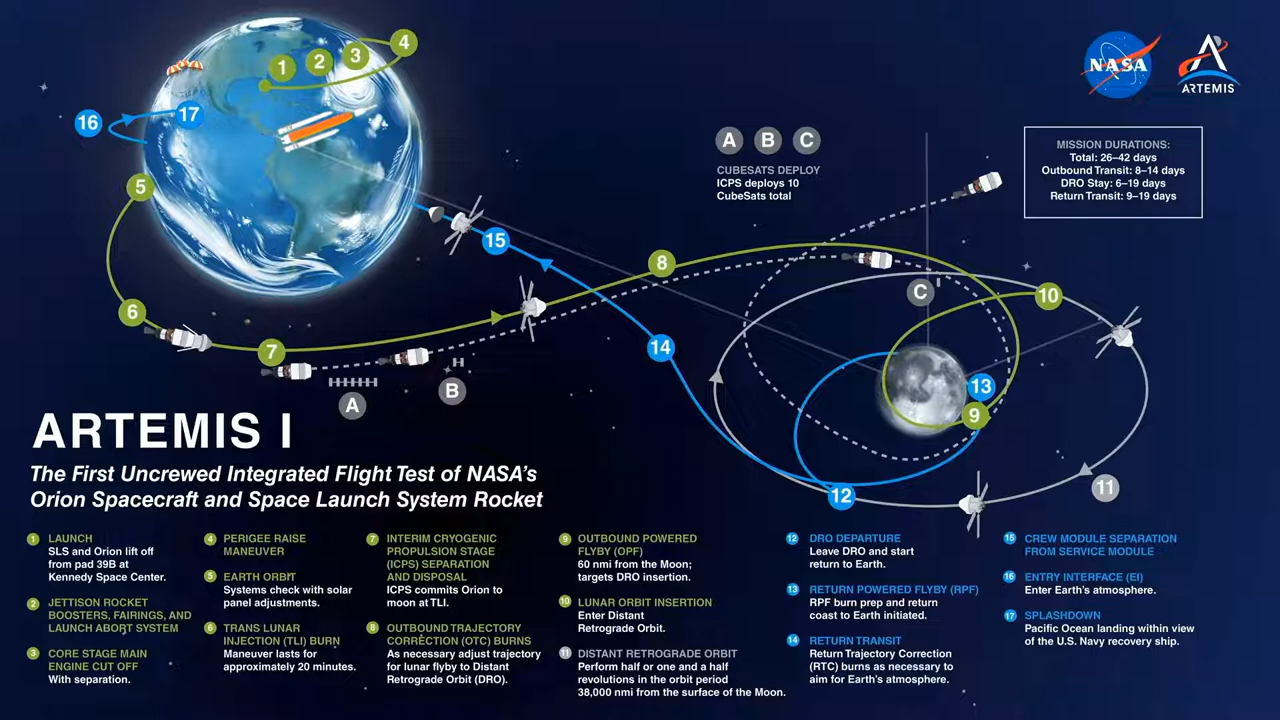 1
2
3
4
16
17
5
6
7
15
8
14
A
B
A B C
CUBESATS DEPLOY
ICPS deploys 10
CubeSats total
NASA
ARTEMIS
MISSION DURATIONS:
Total: 26–42 days
Outbound Transit: 8–14 days
DRO Stay: 6–19 days
Return Transit: 9–19 days
C
10
13
9
12
11
ARTEMIS I
The First Uncrewed Integrated Flight Test of NASA's
Orion Spacecraft and Space Launch System Rocket
1 LAUNCH
SLS and Orion lift off
from pad 39B at
Kennedy Space Center.
2 JETTISON ROCKET
BOOSTERS, FAIRINGS, AND
LAUNCH ABORT SYSTEM
3 CORE STAGE MAIN
ENGINE CUT OFF
With separation.
4 PERIGEE RAISE
MANEUVER
5 EARTH ORBIT
Systems check with solar
panel adjustments.
6 TRANS LUNAR
INJECTION (TLI) BURN
Maneuver lasts for
approximately 20 minutes.
7 INTERIM CRYOGENIC
PROPULSION STAGE
(ICPS) SEPARATION
AND DISPOSAL
ICPS commits Orion to
moon at TLI.
8 OUTBOUND TRAJECTORY
CORRECTION (OTC) BURNS
As necessary adjust trajectory
for lunar flyby to Distant
Retrograde Orbit (DRO).
9 OUTBOUND POWERED
FLYBY (OPF)
60 nmi from the Moon;
targets DRO insertion.
10 LUNAR ORBIT INSERTION
Enter Distant
Retrograde Orbit.
11 DISTANT RETROGRADE ORBIT
Perform half or one and a half
revolutions in the orbit period
38,000 nmi from the surface of the Moon.
12 DRO DEPARTURE
Leave DRO and start
return to Earth.
13 RETURN POWERED FLYBY (RPF)
RPF burn prep and return
coast to Earth initiated.
14 RETURN TRANSIT
Return Trajectory Correction
(RTC) burns as necessary to
aim for Earth's atmosphere.
15 CREW MODULE SEPARATION
FROM SERVICE MODULE
16 ENTRY INTERFACE (EI)
Enter Earth's atmosphere.
17 SPLASHDOWN
Pacific Ocean landing within view
of the U.S. Navy recovery ship.